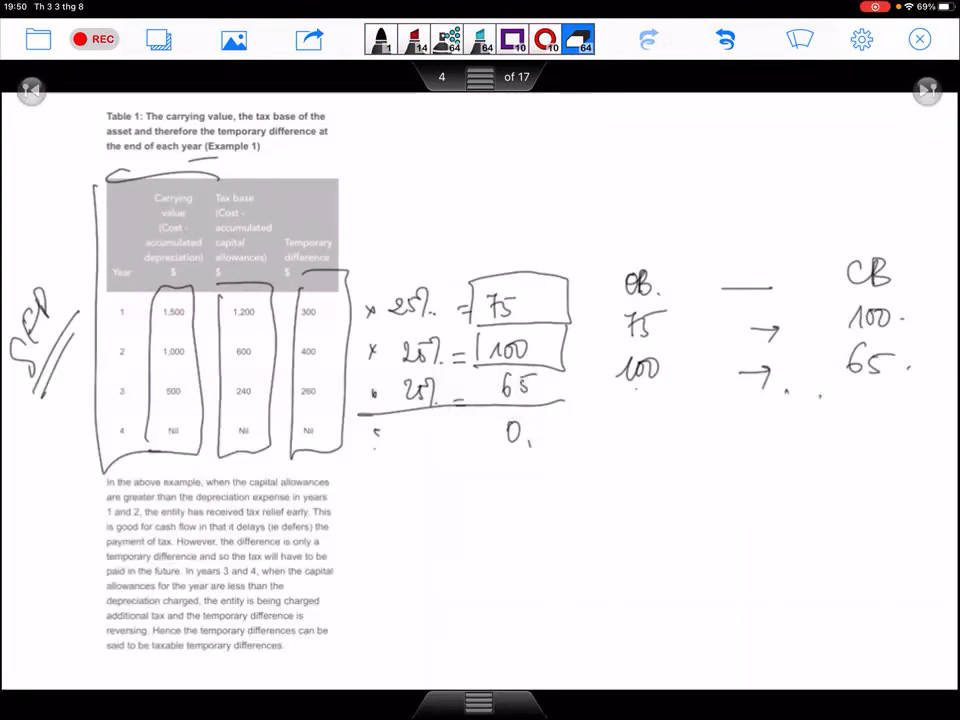 19:50 Th 3 3 thg 8 69%
REC 1 14 64 64 10 10 64
4 of 17
Table 1: The carrying value, the tax base of the
asset and therefore the temporary difference at
the end of each year (Example 1)
Year Carrying value (Cost - accumulated depreciation) $ Tax base (Cost - accumulated capital allowances) $ Temporary difference $
OB. — CB
1 1,500 1,200 300 x 25%. = 75
75 → 100.
2 1,000 600 400 x 25% = 100
100 → 65.
3 500 240 260 25% = 65
4 Nil Nil Nil 0,
In the above example, when the capital allowances
are greater than the depreciation expense in years
1 and 2, the entity has received tax relief early. This
is good for cash flow in that it delays (ie defers) the
payment of tax. However, the difference is only a
temporary difference and so the tax will have to be
paid in the future. In years 3 and 4, when the capital
allowances for the year are less than the
depreciation charged, the entity is being charged
additional tax and the temporary difference is
reversing. Hence the temporary differences can be
said to be taxable temporary differences.